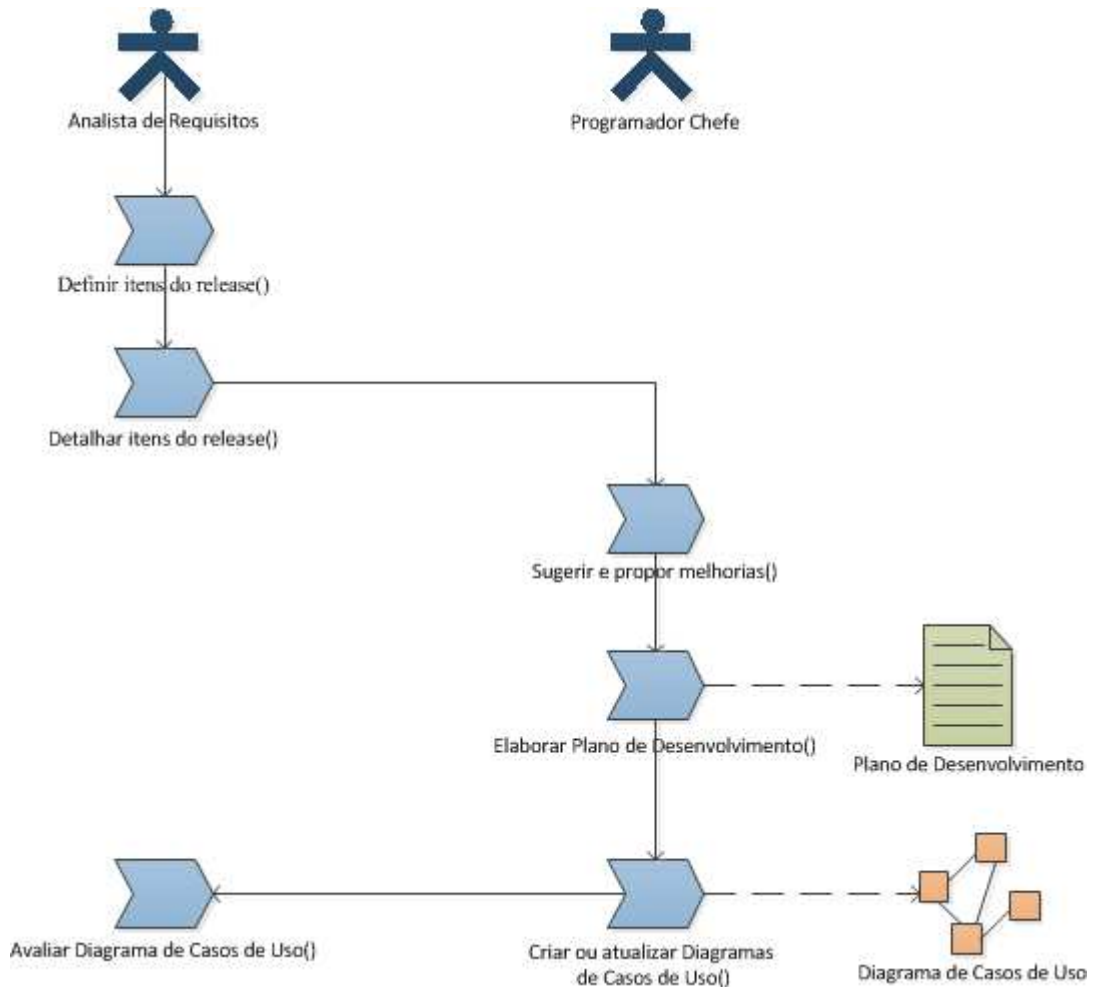 Analista de Requisitos
Programador Chefe
Definir itens do release()
Detalhar itens do release()
Sugerir e propor melhorias()
Elaborar Plano de Desenvolvimento()
Plano de Desenvolvimento
Avaliar Diagrama de Casos de Uso()
Criar ou atualizar Diagramas
de Casos de Uso()
Diagrama de Casos de Uso